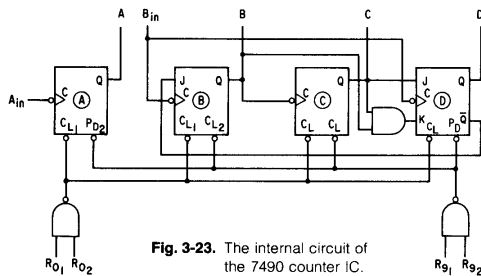 A B_in B C D
Q J Q Q J Q
A_in C A C B C C C D
C_L1 P_D2 C_L1 C_L2 C_L C_L K C_L P_D Q̅
R_01 R_02 R_91 R_92
Fig. 3-23. The internal circuit of
the 7490 counter IC.